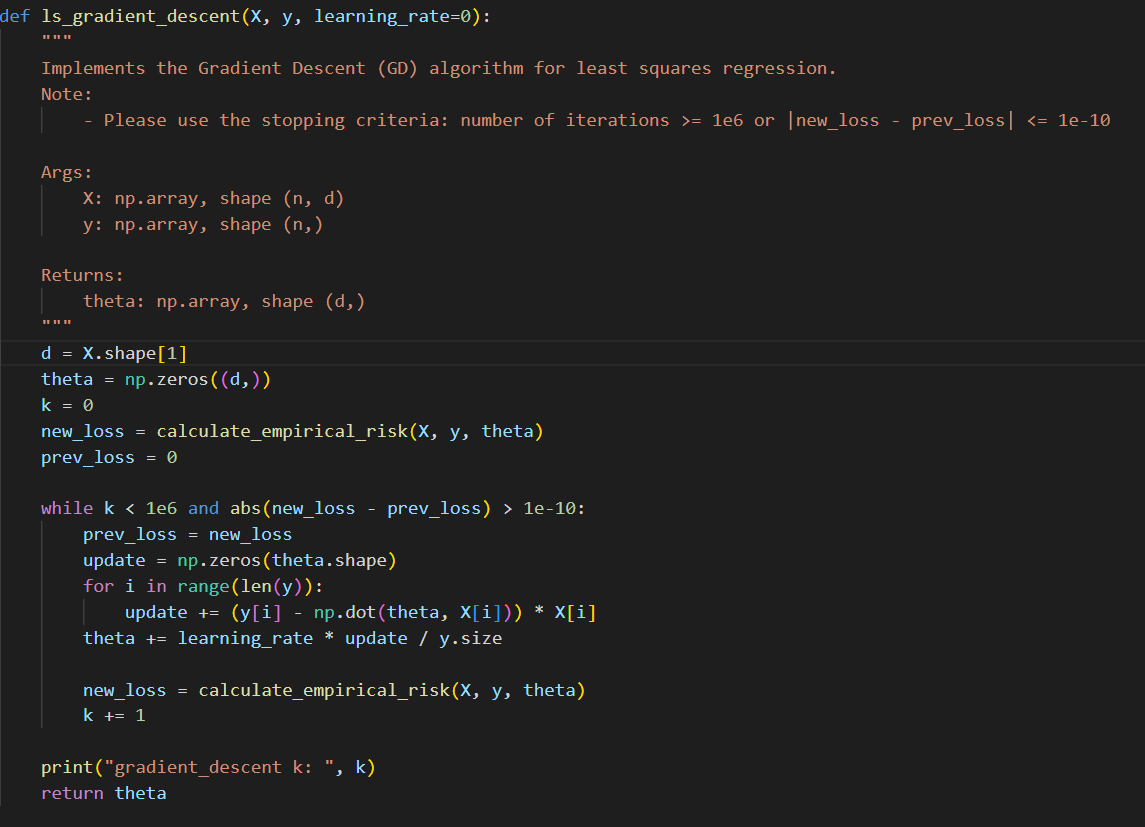 def ls_gradient_descent(X, y, learning_rate=0):
    """
    Implements the Gradient Descent (GD) algorithm for least squares regression.
    Note:
        - Please use the stopping criteria: number of iterations >= 1e6 or |new_loss - prev_loss| <= 1e-10

    Args:
        X: np.array, shape (n, d)
        y: np.array, shape (n,)

    Returns:
        theta: np.array, shape (d,)
    """
    d = X.shape[1]
    theta = np.zeros((d,))
    k = 0
    new_loss = calculate_empirical_risk(X, y, theta)
    prev_loss = 0

    while k < 1e6 and abs(new_loss - prev_loss) > 1e-10:
        prev_loss = new_loss
        update = np.zeros(theta.shape)
        for i in range(len(y)):
            update += (y[i] - np.dot(theta, X[i])) * X[i]
        theta += learning_rate * update / y.size

        new_loss = calculate_empirical_risk(X, y, theta)
        k += 1

    print("gradient_descent k: ", k)
    return theta